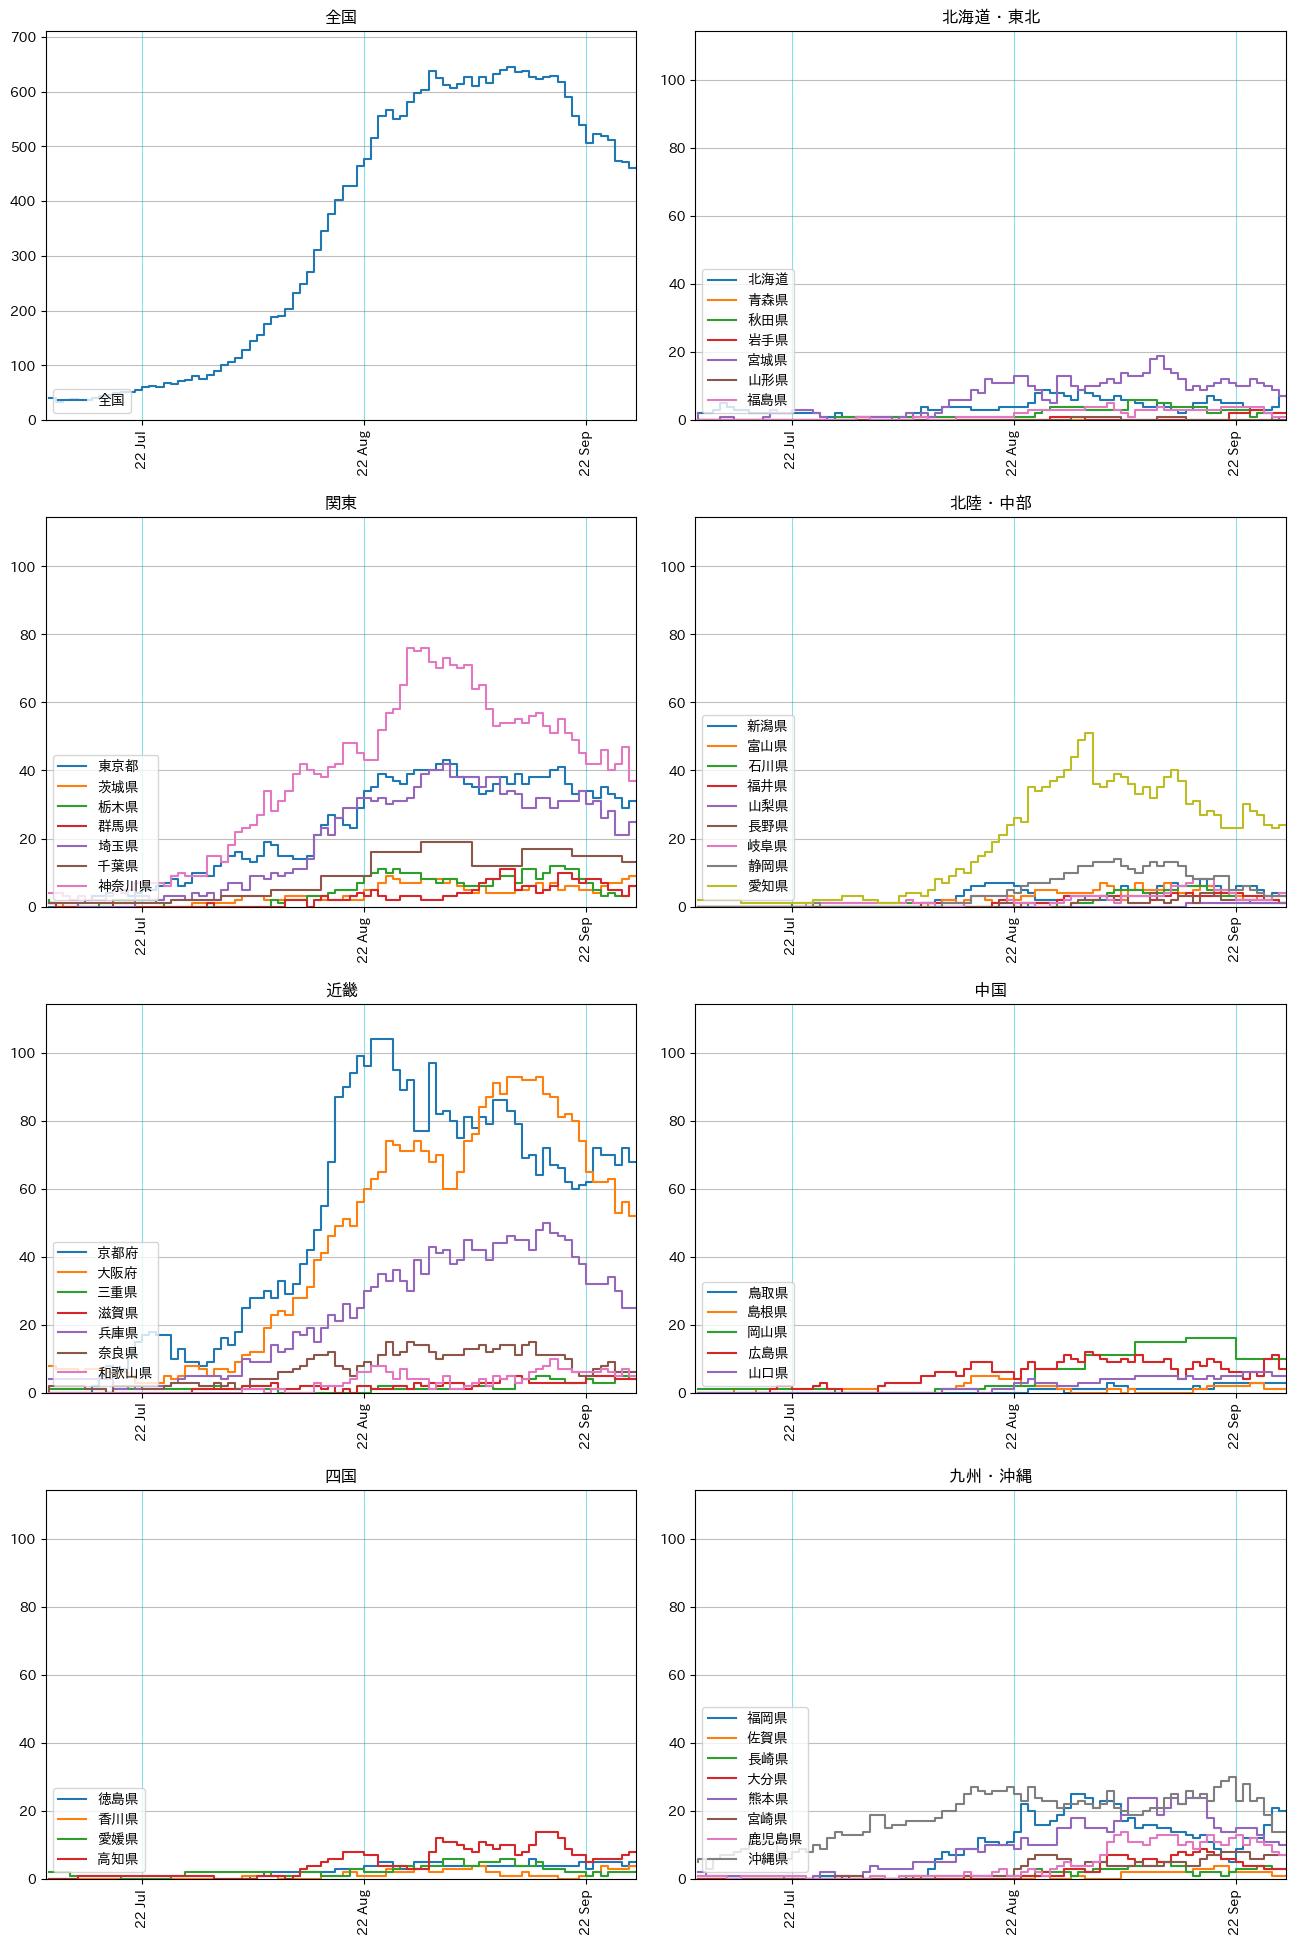 全国
700
600
500
400
300
200
100
0
全国
22 Jul
22 Aug
22 Sep
北海道・東北
100
80
60
40
20
0
北海道
青森県
秋田県
岩手県
宮城県
山形県
福島県
22 Jul
22 Aug
22 Sep
関東
100
80
60
40
20
0
東京都
茨城県
栃木県
群馬県
埼玉県
千葉県
神奈川県
22 Jul
22 Aug
22 Sep
北陸・中部
100
80
60
40
20
0
新潟県
富山県
石川県
福井県
山梨県
長野県
岐阜県
静岡県
愛知県
22 Jul
22 Aug
22 Sep
近畿
100
80
60
40
20
0
京都府
大阪府
三重県
滋賀県
兵庫県
奈良県
和歌山県
22 Jul
22 Aug
22 Sep
中国
100
80
60
40
20
0
鳥取県
島根県
岡山県
広島県
山口県
22 Jul
22 Aug
22 Sep
四国
100
80
60
40
20
0
徳島県
香川県
愛媛県
高知県
22 Jul
22 Aug
22 Sep
九州・沖縄
100
80
60
40
20
0
福岡県
佐賀県
長崎県
大分県
熊本県
宮崎県
鹿児島県
沖縄県
22 Jul
22 Aug
22 Sep